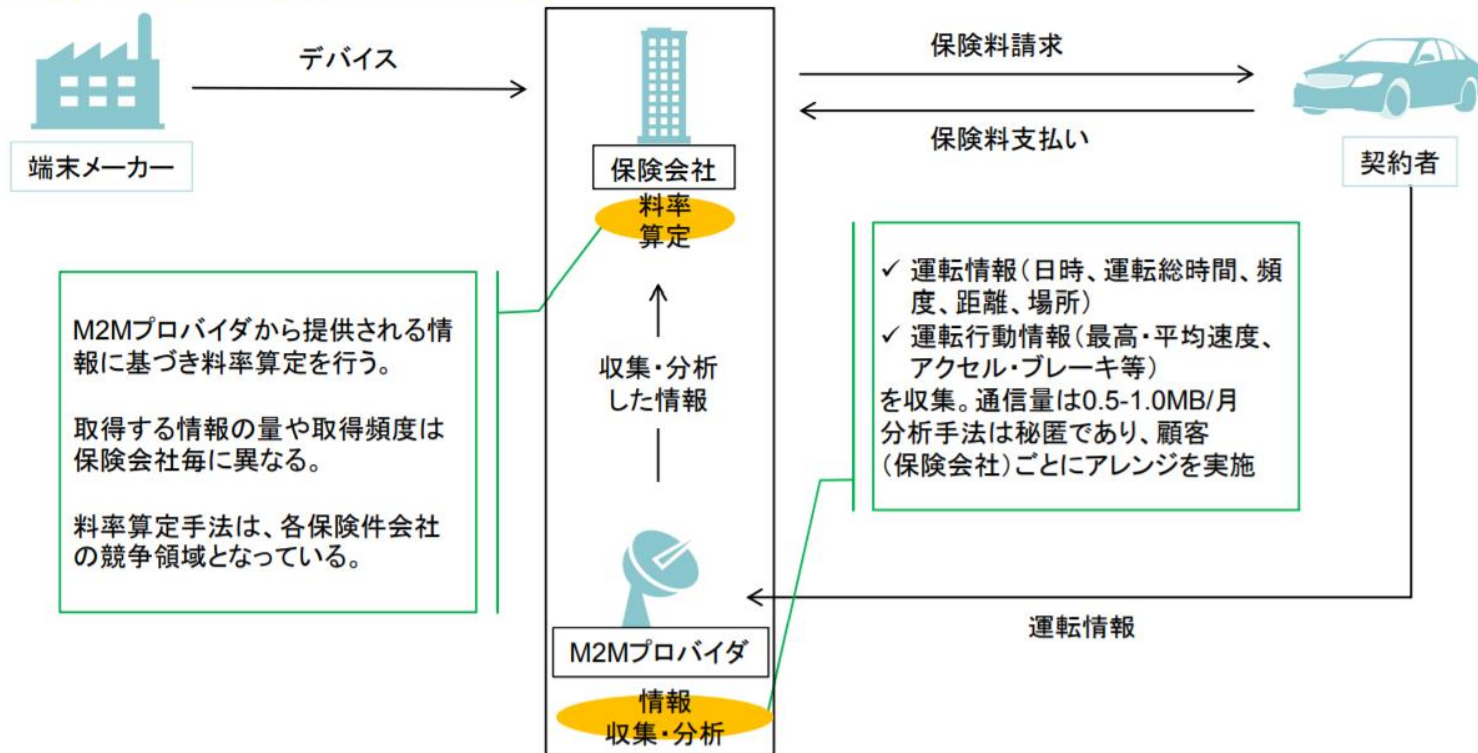 デバイス
端末メーカー
保険会社
料率
算定
保険料請求
保険料支払い
契約者
M2Mプロバイダから提供される情
報に基づき料率算定を行う。
取得する情報の量や取得頻度は
保険会社毎に異なる。
料率算定手法は、各保険件会社
の競争領域となっている。
収集・分析
した情報
✓ 運転情報(日時、運転総時間、頻
度、距離、場所)
✓ 運転行動情報(最高・平均速度、
アクセル・ブレーキ等)
を収集。通信量は0.5-1.0MB/月
分析手法は秘匿であり、顧客
(保険会社)ごとにアレンジを実施
運転情報
M2Mプロバイダ
情報
収集・分析